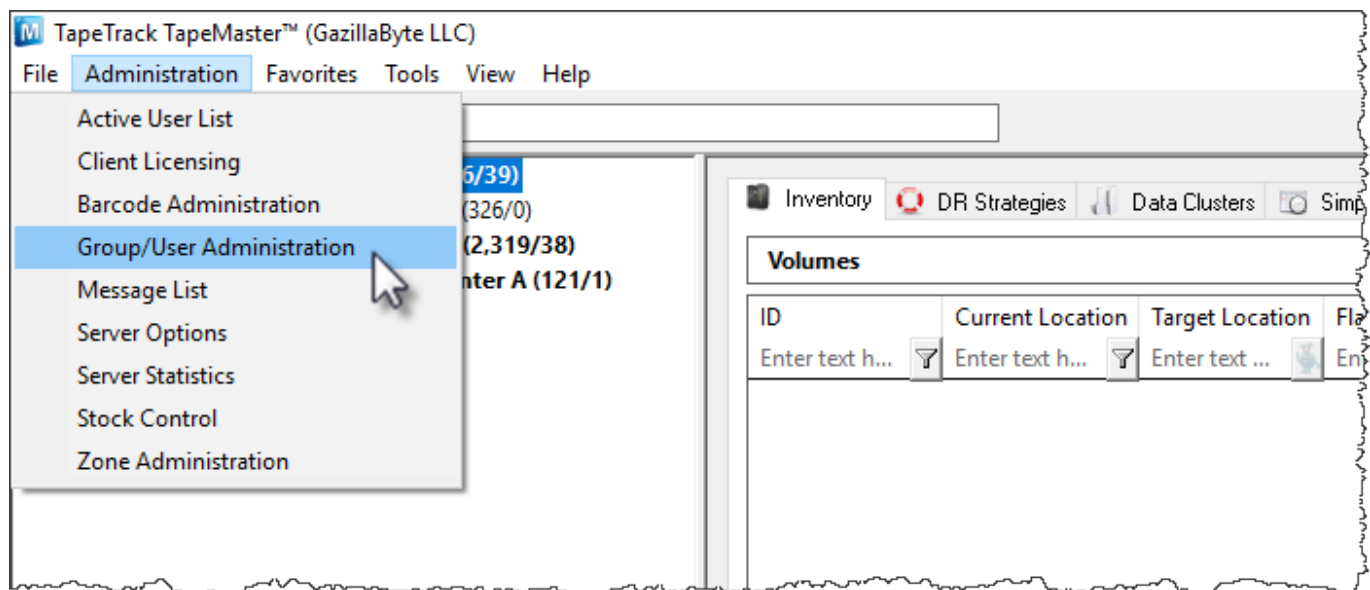 TapeTrack TapeMaster™ (GazillaByte LLC)
File Administration Favorites Tools View Help
Active User List
Client Licensing
Barcode Administration
Group/User Administration
Message List
Server Options
Server Statistics
Stock Control
Zone Administration
6/39)
(326/0)
(2,319/38)
nter A (121/1)
Inventory DR Strategies Data Clusters Simp
Volumes
ID Current Location Target Location Fla
Enter text h... Enter text h... Enter text ... En